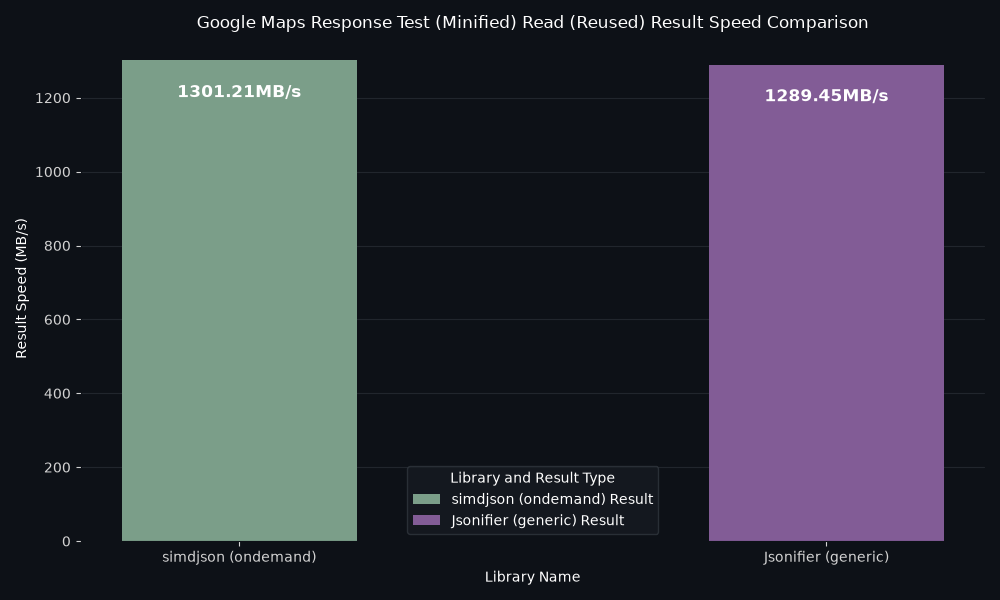 Google Maps Response Test (Minified) Read (Reused) Result Speed Comparison
1301.21MB/s
1289.45MB/s
Result Speed (MB/s)
1200
1000
800
600
400
200
0
Library and Result Type
simdjson (ondemand) Result
Jsonifier (generic) Result
simdjson (ondemand)
Jsonifier (generic)
Library Name